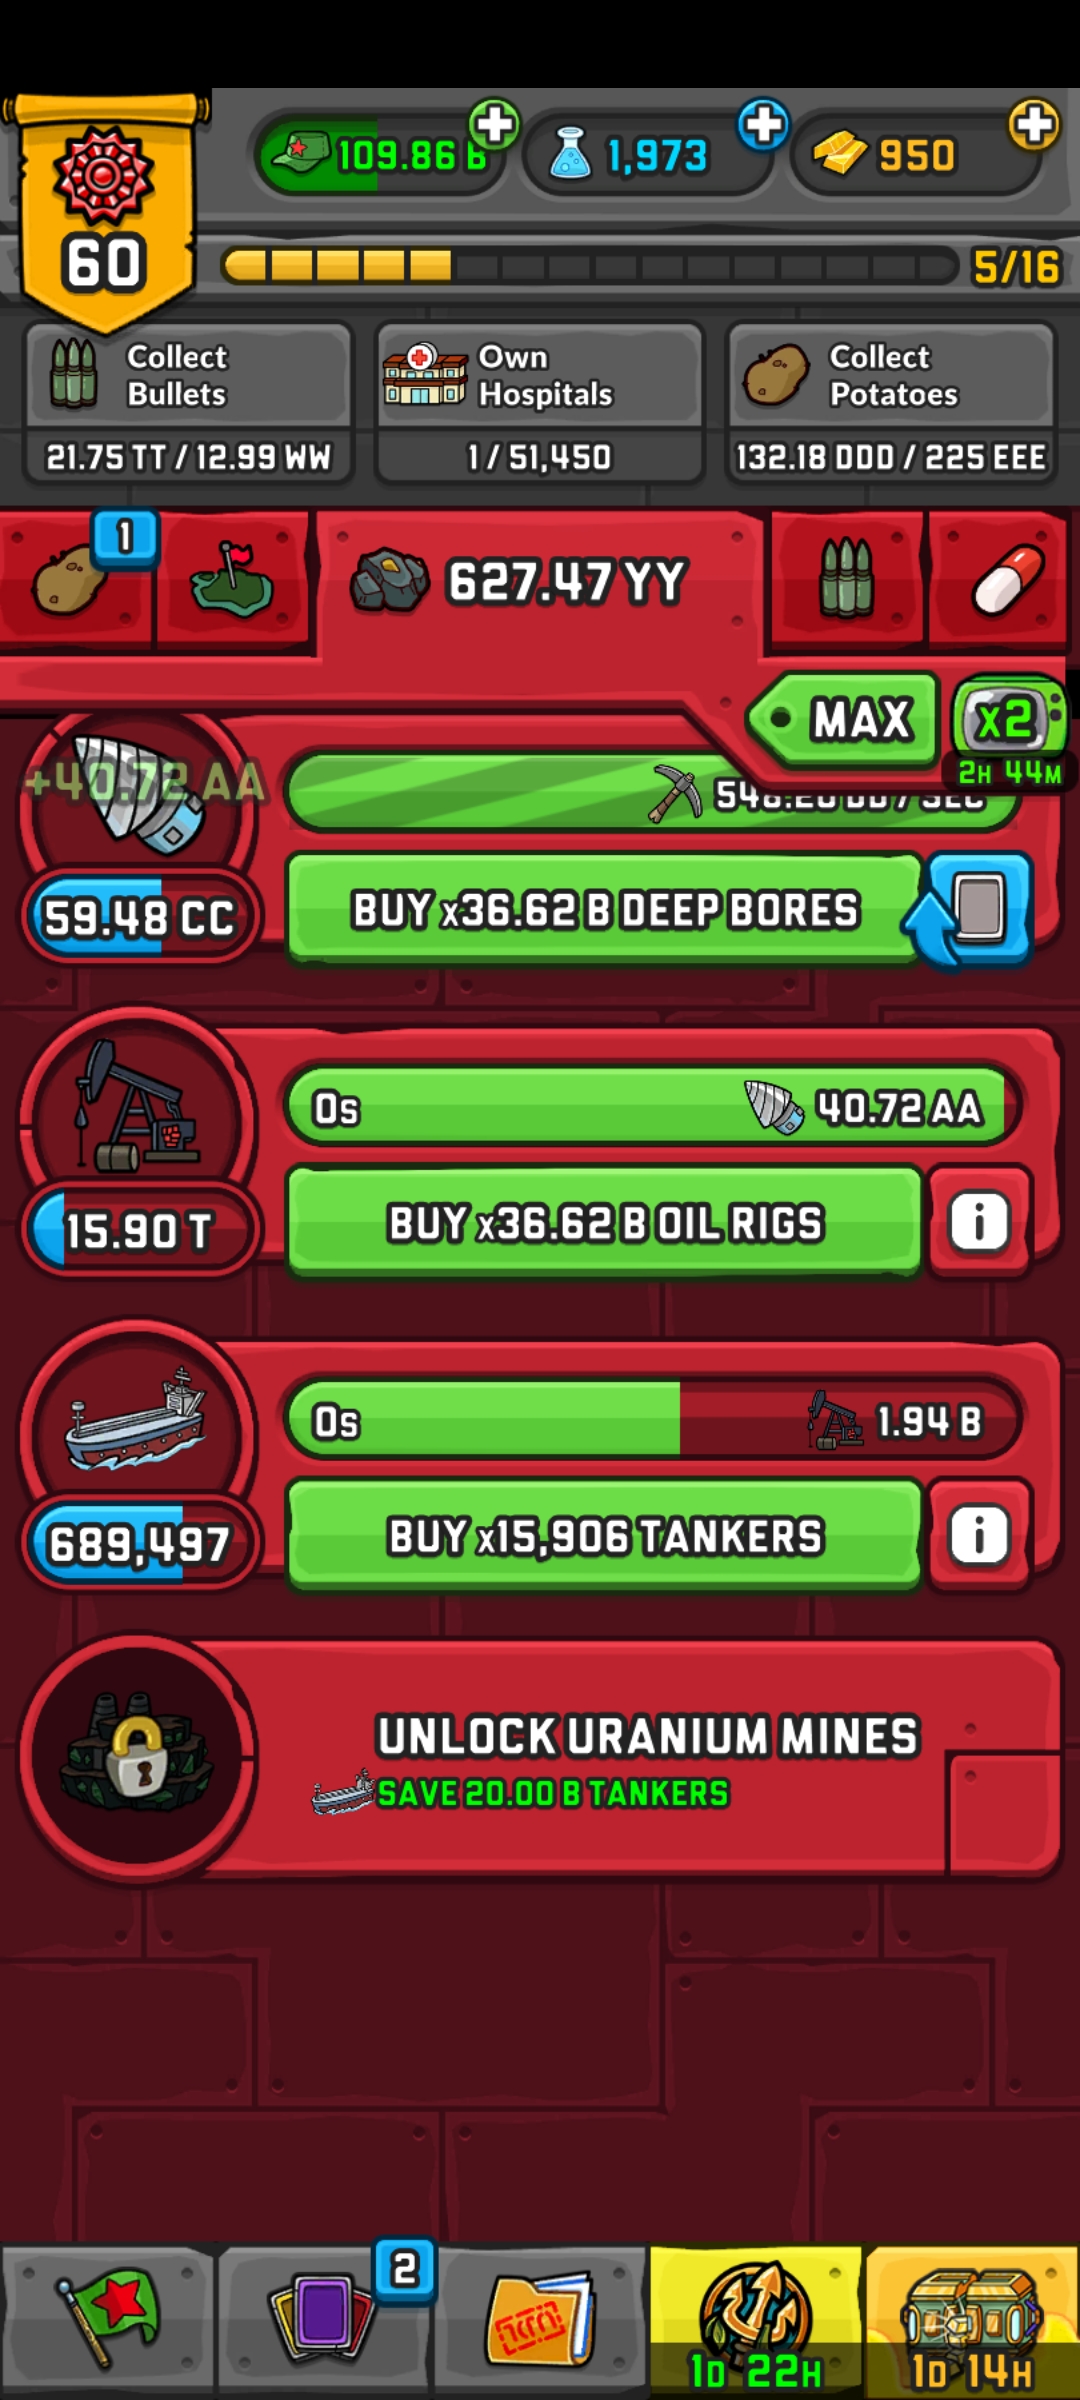 109.86 B
1,973
950
60
5/16
Collect
Bullets
21.75 TT / 12.99 WW
Own
Hospitals
1 / 51,450
Collect
Potatoes
132.18 DDD / 225 EEE
1
627.47 YY
MAX
x2
2H 44M
+40.72 AA
/ SEC
59.48 CC
BUY x36.62 B DEEP BORES
0s
40.72 AA
15.90 T
BUY x36.62 B OIL RIGS
i
0s
1.94 B
689,497
BUY x15,906 TANKERS
i
UNLOCK URANIUM MINES
SAVE 20.00 B TANKERS
2
1D 22H
1D 14H